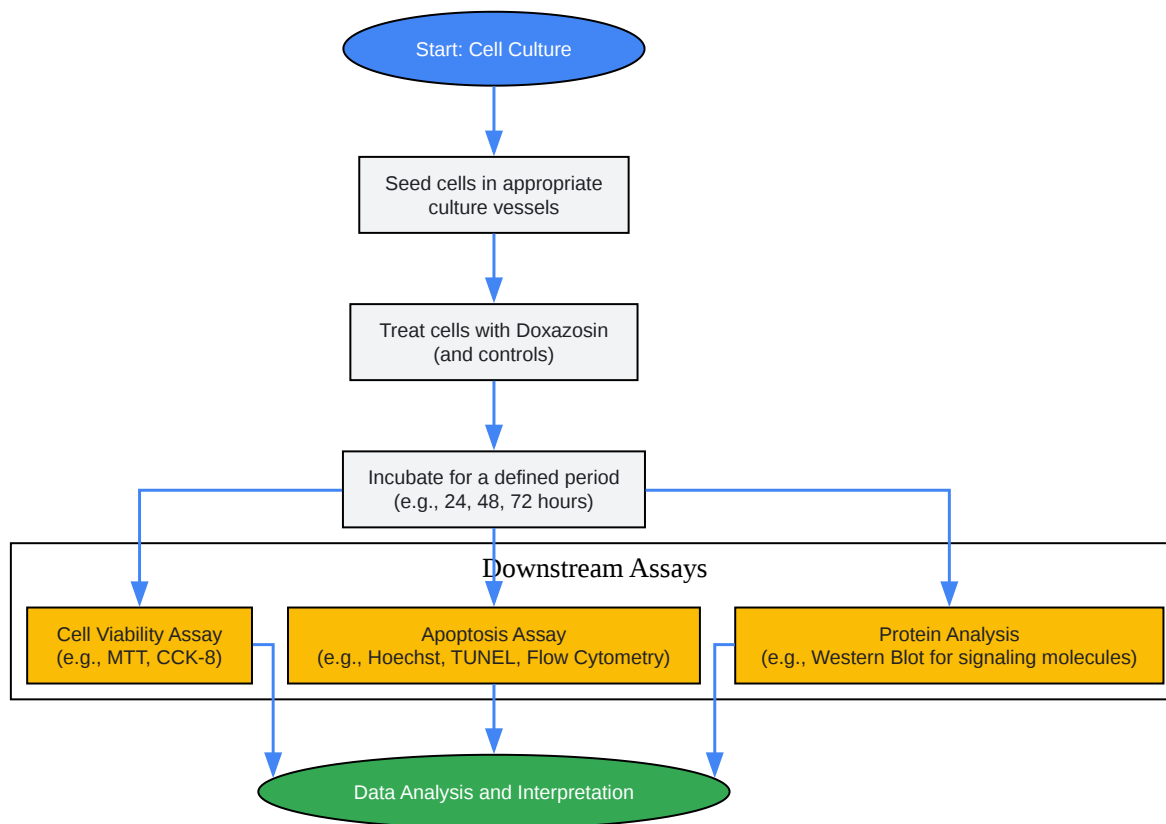 Start: Cell Culture
Seed cells in appropriate
culture vessels
Treat cells with Doxazosin
(and controls)
Incubate for a defined period
(e.g., 24, 48, 72 hours)
Downstream Assays
Cell Viability Assay
(e.g., MTT, CCK-8)
Apoptosis Assay
(e.g., Hoechst, TUNEL, Flow Cytometry)
Protein Analysis
(e.g., Western Blot for signaling molecules)
Data Analysis and Interpretation